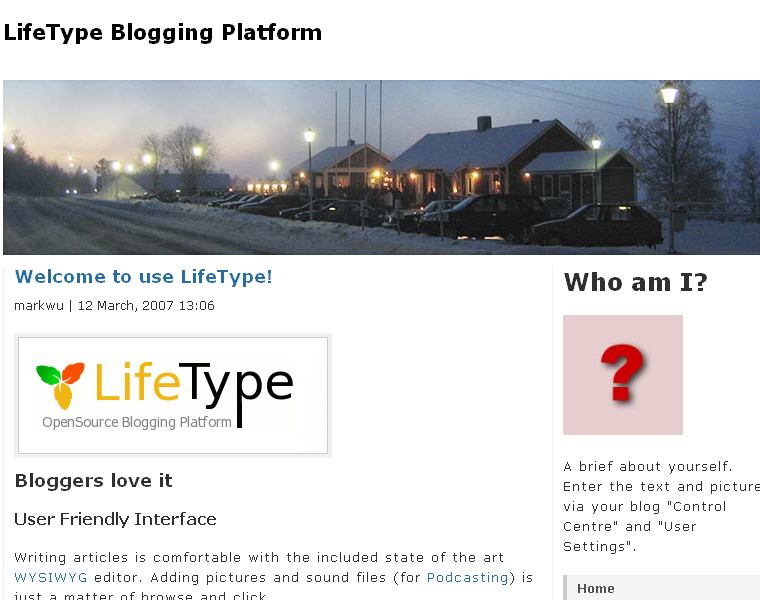 LifeType Blogging Platform
Welcome to use LifeType!
markwu | 12 March, 2007 13:06
LifeType
OpenSource Blogging Platform
Bloggers love it
User Friendly Interface
Writing articles is comfortable with the included state of the art
WYSIWYG editor. Adding pictures and sound files (for Podcasting) is
just a matter of browse and click
Who am I?
?
A brief about yourself.
Enter the text and picture
via your blog "Control
Centre" and "User
Settings".
Home